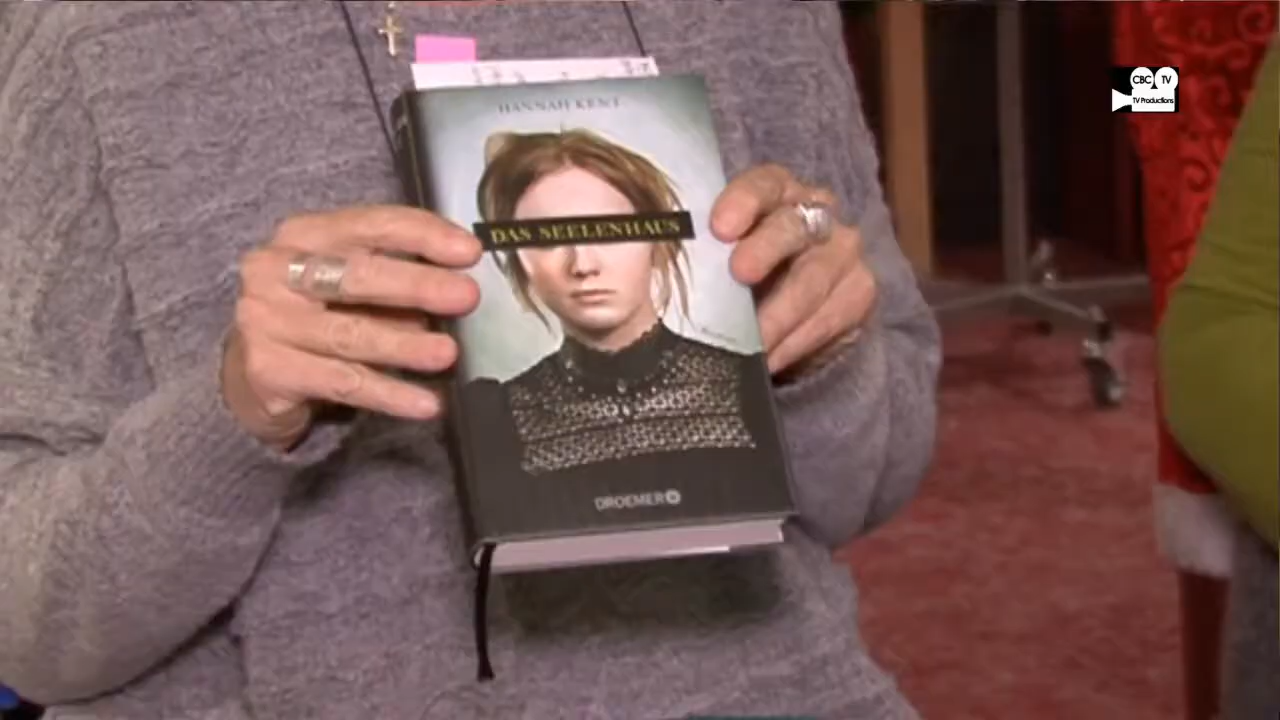 HANNAH KENT
DAS SEELENHAUS
DROEMER
CBC TV
TV Productions